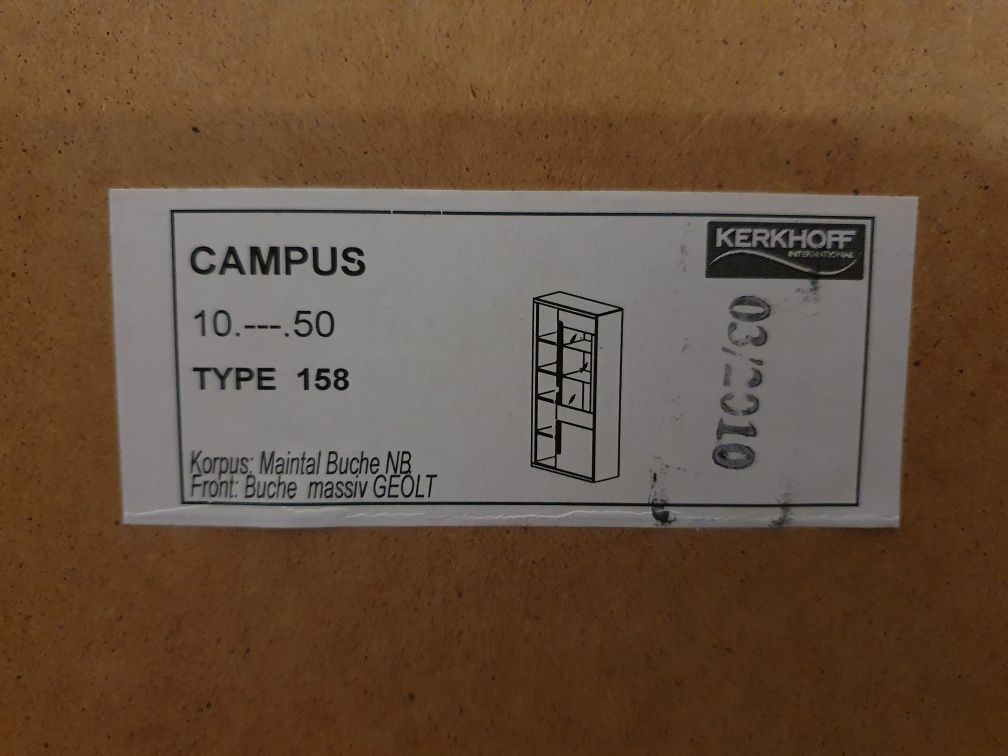 CAMPUS
10.---.50
TYPE 158
Korpus: Maintal Buche NB
Front: Buche massiv GEÖLT
KERKHOFF
INTERNATIONAL
03/2010